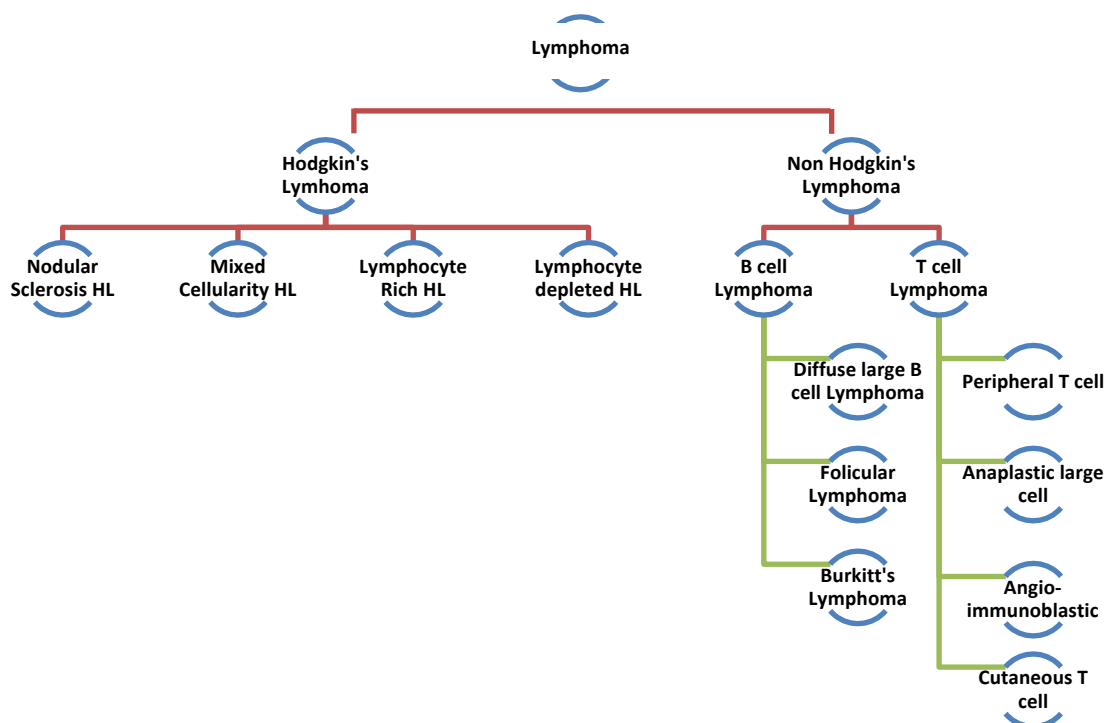 Lymphoma
Hodgkin's
Lymhoma
Non Hodgkin's
Lymphoma
Nodular
Sclerosis HL
Mixed
Cellularity HL
Lymphocyte
Rich HL
Lymphocyte
depleted HL
B cell
Lymphoma
T cell
Lymphoma
Diffuse large B
cell Lymphoma
Folicular
Lymphoma
Burkitt's
Lymphoma
Peripheral T cell
Anaplastic large
cell
Angio-
immunoblastic
Cutaneous T
cell